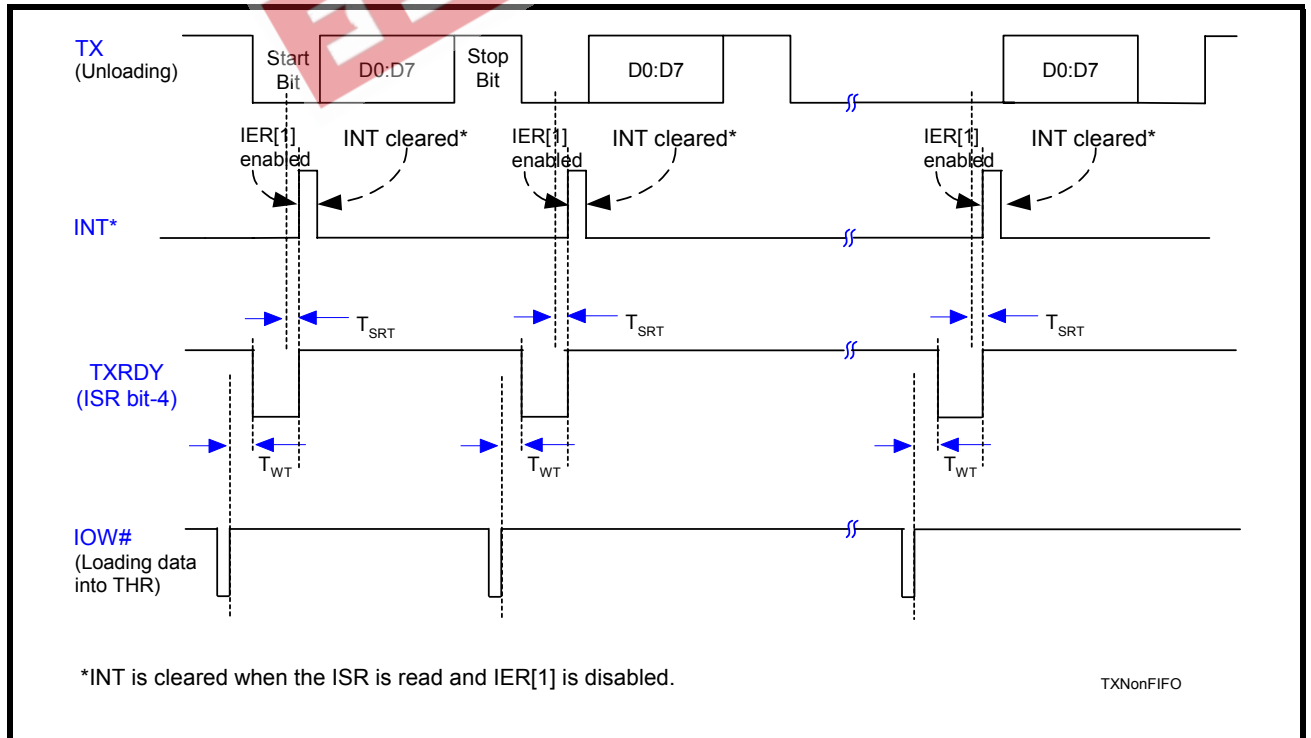 TX
(Unloading)
Start
Bit
D0:D7
Stop
Bit
D0:D7
D0:D7
IER[1]
enabled
INT cleared*
IER[1]
enabled
INT cleared*
IER[1]
enabled
INT cleared*
INT*
TSRT
TSRT
TSRT
TXRDY
(ISR bit-4)
TWT
TWT
TWT
IOW#
(Loading data
into THR)
*INT is cleared when the ISR is read and IER[1] is disabled.
TXNonFIFO